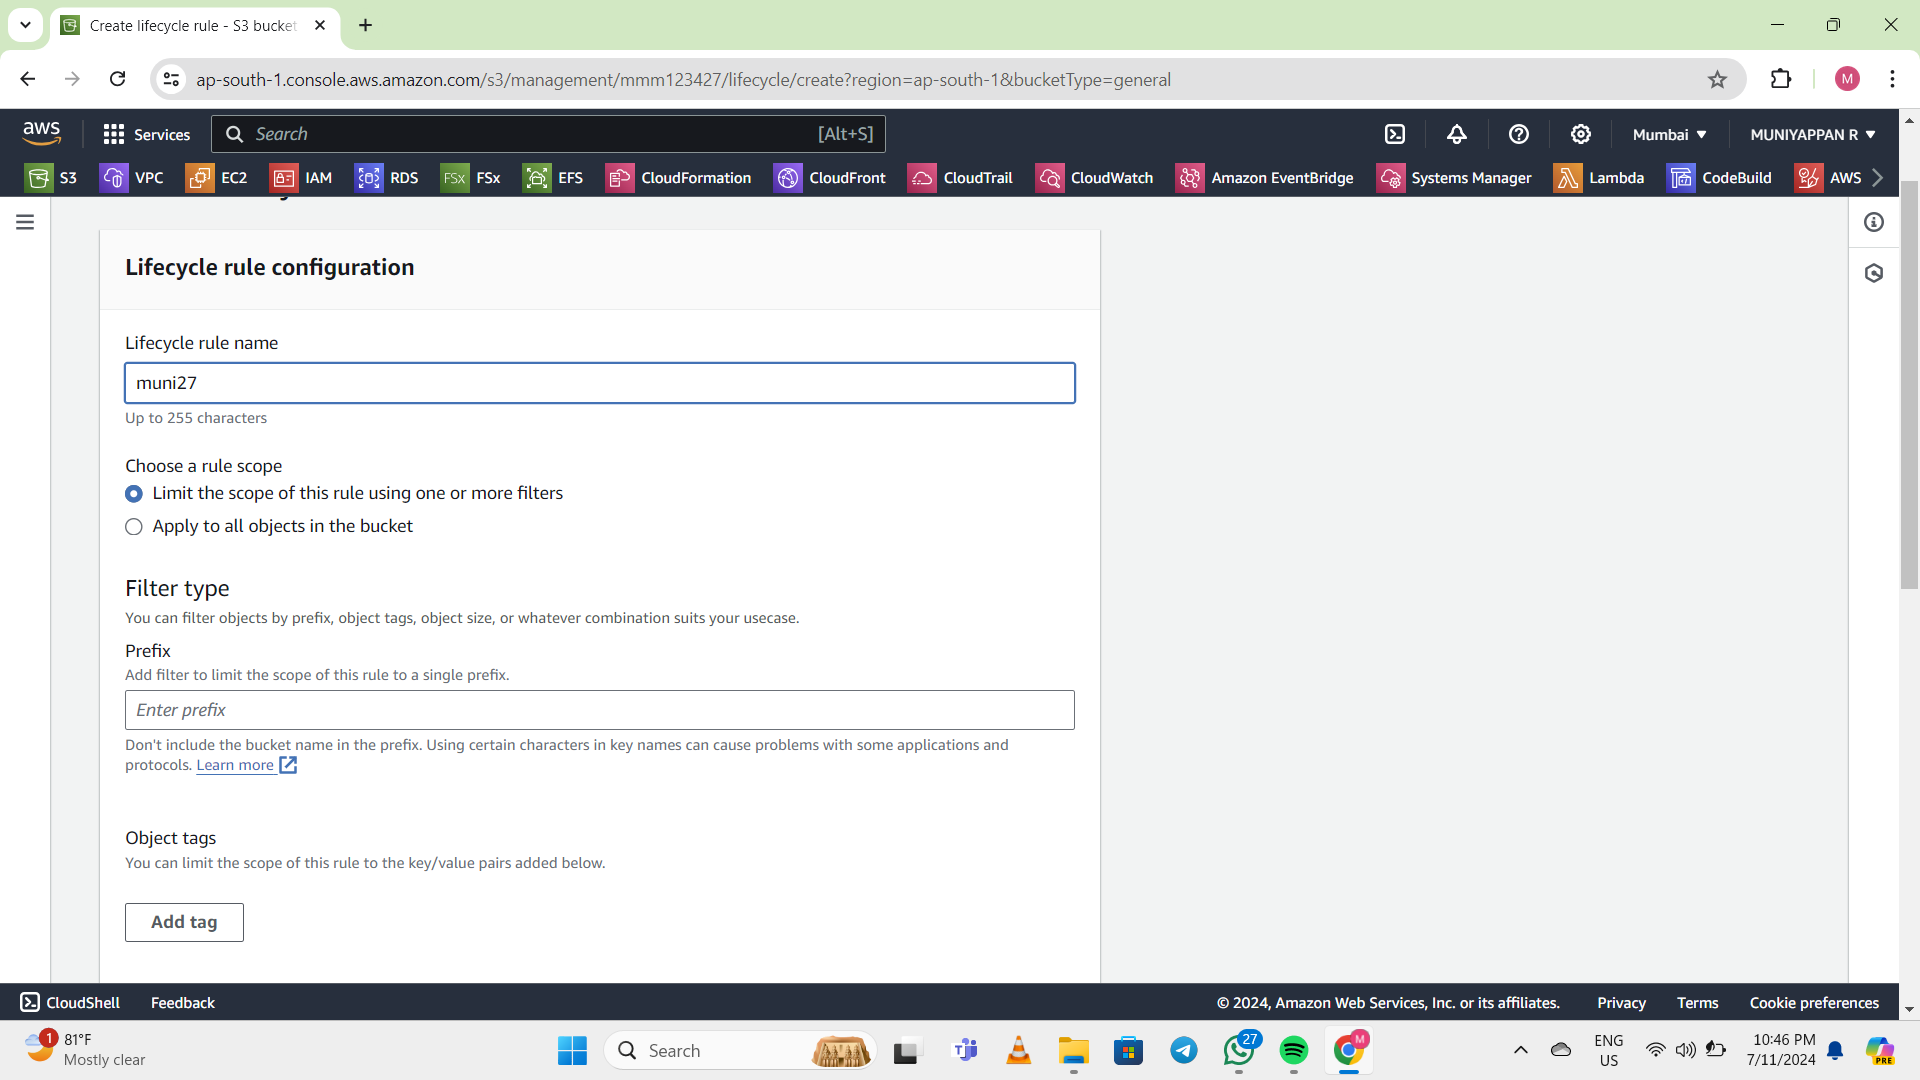 Create lifecycle rule - S3 bucket
ap-south-1.console.aws.amazon.com/s3/management/mmm123427/lifecycle/create?region=ap-south-1&bucketType=general
M
aws
Services
Search
[Alt+S]
Mumbai
MUNIYAPPAN R
S3
VPC
EC2
IAM
RDS
FSx
FSx
EFS
CloudFormation
CloudFront
CloudTrail
CloudWatch
Amazon EventBridge
Systems Manager
Lambda
CodeBuild
AWS
Lifecycle rule configuration
Lifecycle rule name
muni27
Up to 255 characters
Choose a rule scope
Limit the scope of this rule using one or more filters
Apply to all objects in the bucket
Filter type
You can filter objects by prefix, object tags, object size, or whatever combination suits your usecase.
Prefix
Add filter to limit the scope of this rule to a single prefix.
Enter prefix
Don't include the bucket name in the prefix. Using certain characters in key names can cause problems with some applications and
protocols. Learn more
Object tags
You can limit the scope of this rule to the key/value pairs added below.
Add tag
CloudShell
Feedback
© 2024, Amazon Web Services, Inc. or its affiliates.
Privacy
Terms
Cookie preferences
1
81°F
Mostly clear
Search
27
M
ENG
US
10:46 PM
7/11/2024
PRE